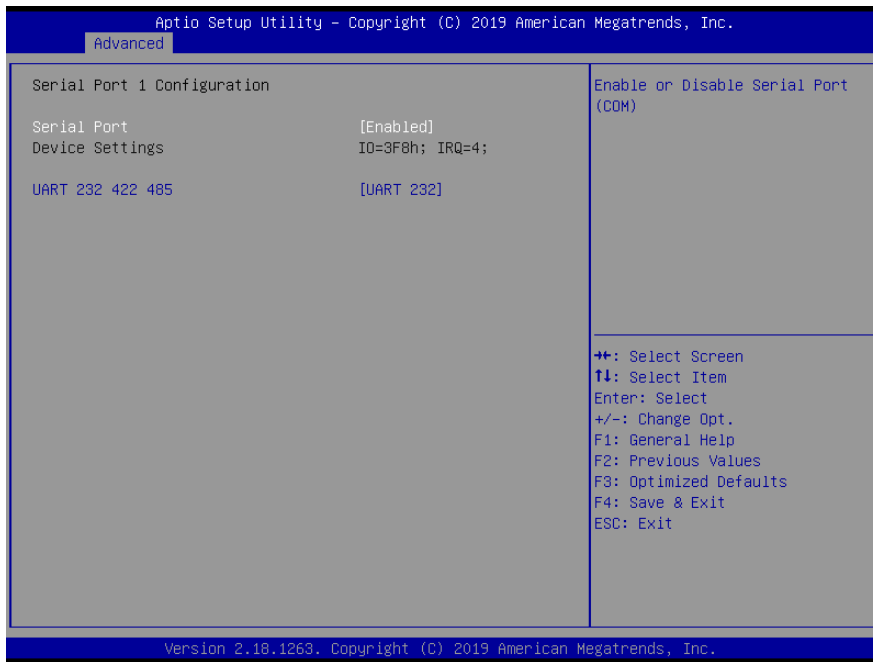 Aptio Setup Utility – Copyright (C) 2019 American Megatrends, Inc.
Advanced
Serial Port 1 Configuration
Serial Port [Enabled]
Device Settings IO=3F8h; IRQ=4;
UART 232 422 485 [UART 232]
Enable or Disable Serial Port
(COM)
→←: Select Screen
↑↓: Select Item
Enter: Select
+/-: Change Opt.
F1: General Help
F2: Previous Values
F3: Optimized Defaults
F4: Save & Exit
ESC: Exit
Version 2.18.1263. Copyright (C) 2019 American Megatrends, Inc.